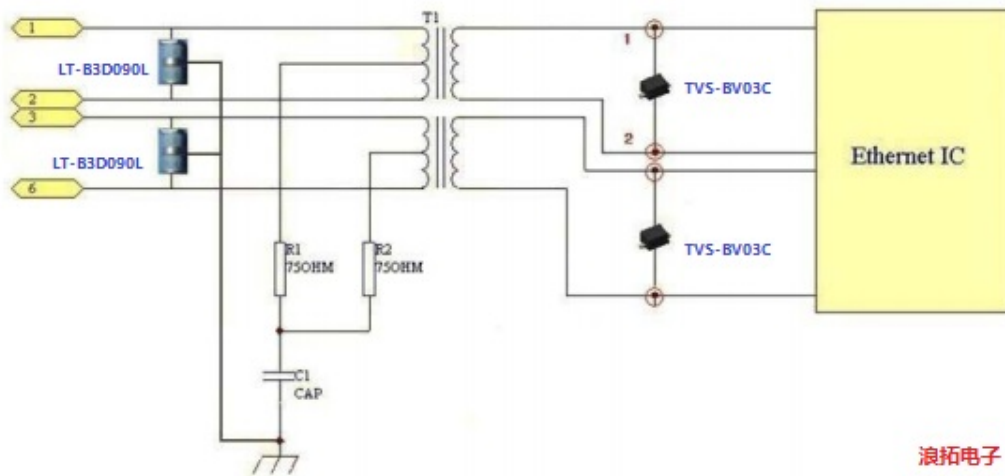 T1
1
LT-B3D090L
2
3
LT-B3D090L
6
1
TVS-BV03C
2
TVS-BV03C
Ethernet IC
R1
75OHM
R2
75OHM
C1
CAP
浪拓电子